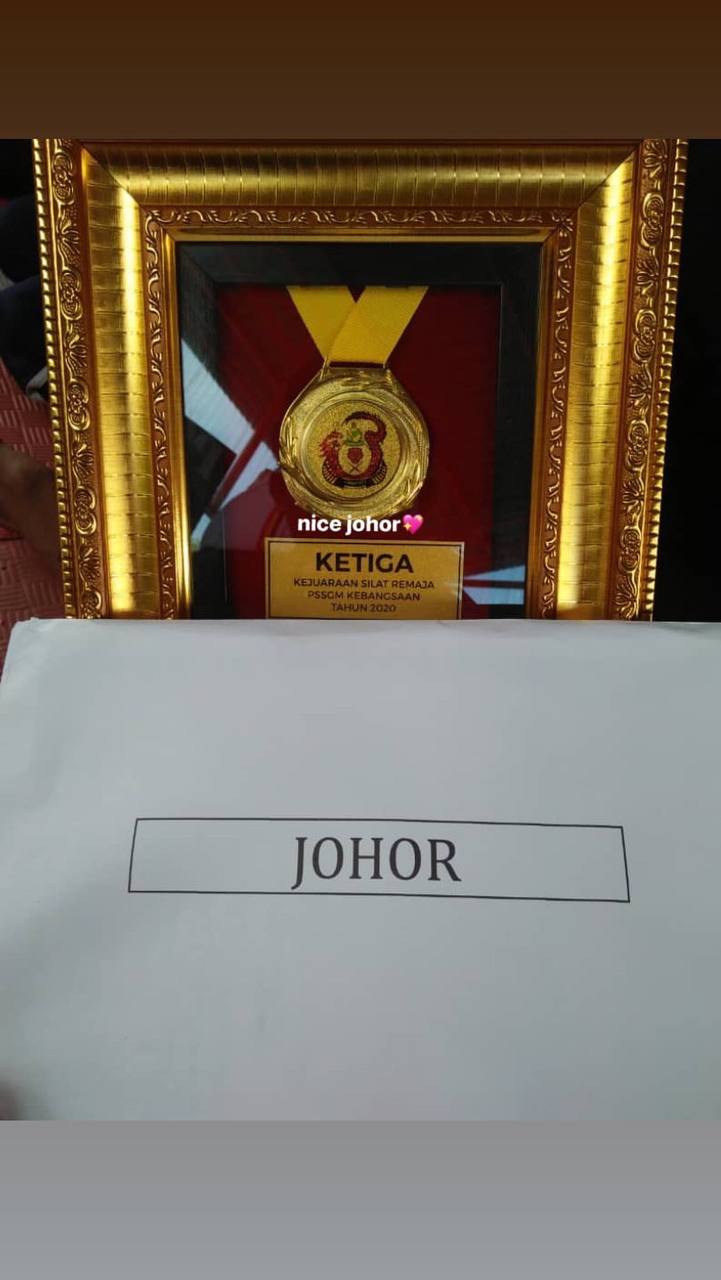 nice johor💖
KETIGA
KEJUARAAN SILAT REMAJA
PSSGM KEBANGSAAN
TAHUN 2020
JOHOR